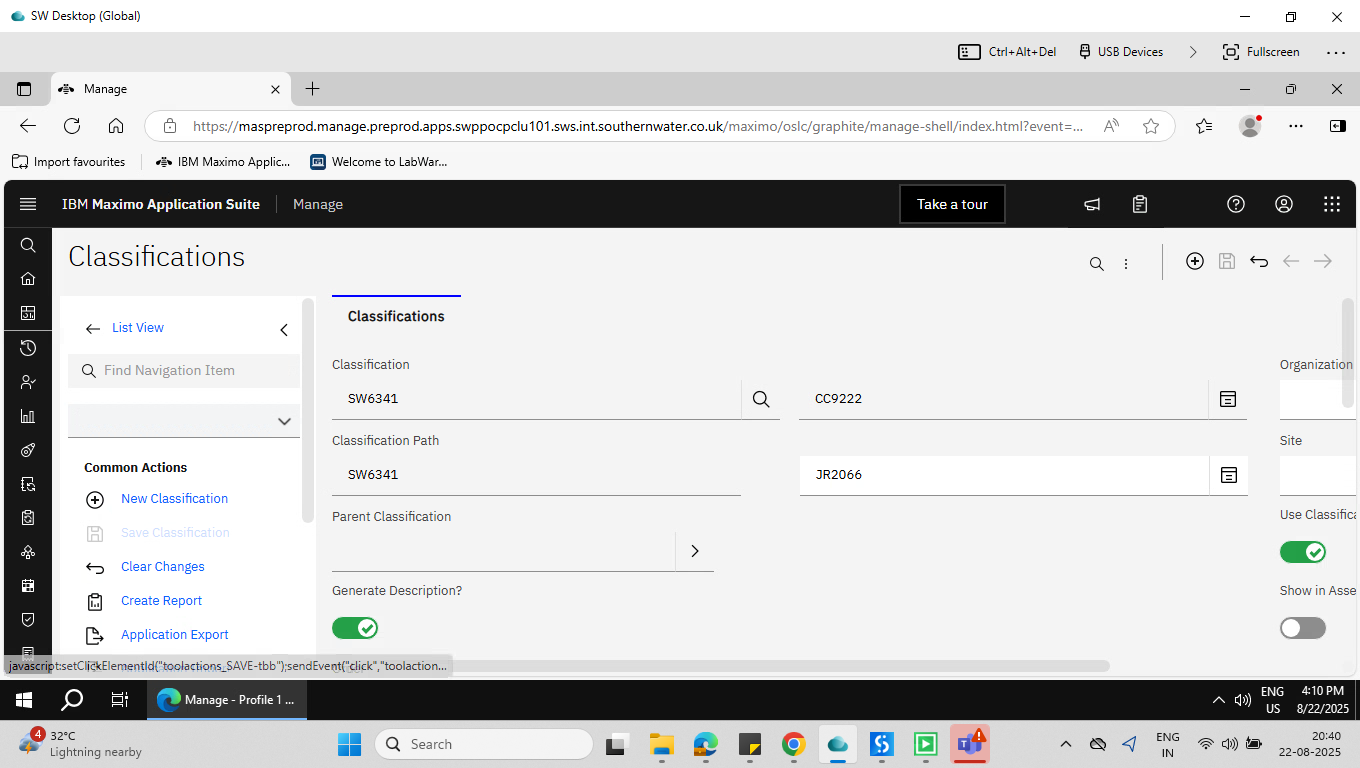 SW Desktop (Global)
Ctrl+Alt+Del
USB Devices
Fullscreen
Manage
https://maspreprod.manage.preprod.apps.swppocpclu101.sws.int.southernwater.co.uk/maximo/oslc/graphite/manage-shell/index.html?event=...
Import favourites
IBM Maximo Applic...
Welcome to LabWar...
IBM Maximo Application Suite
Manage
Take a tour
Classifications
List View
Find Navigation Item
Common Actions
New Classification
Save Classification
Clear Changes
Create Report
Application Export
Classifications
Classification
SW6341
CC9222
Organization
Classification Path
SW6341
JR2066
Site
Parent Classification
Use Classifica
Generate Description?
Show in Asse
javascript:setClickElementId("toolactions_SAVE-tbb");sendEvent("click","toolaction...
Manage - Profile 1 ...
ENG
US
4:10 PM
8/22/2025
4
32°C
Lightning nearby
Search
ENG
IN
20:40
22-08-2025